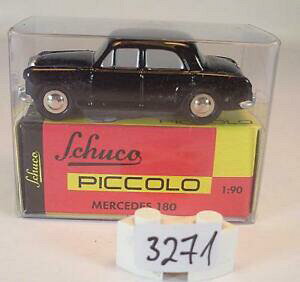 Schuco
Schuco
PICCOLO
1:90
MERCEDES 180
3271